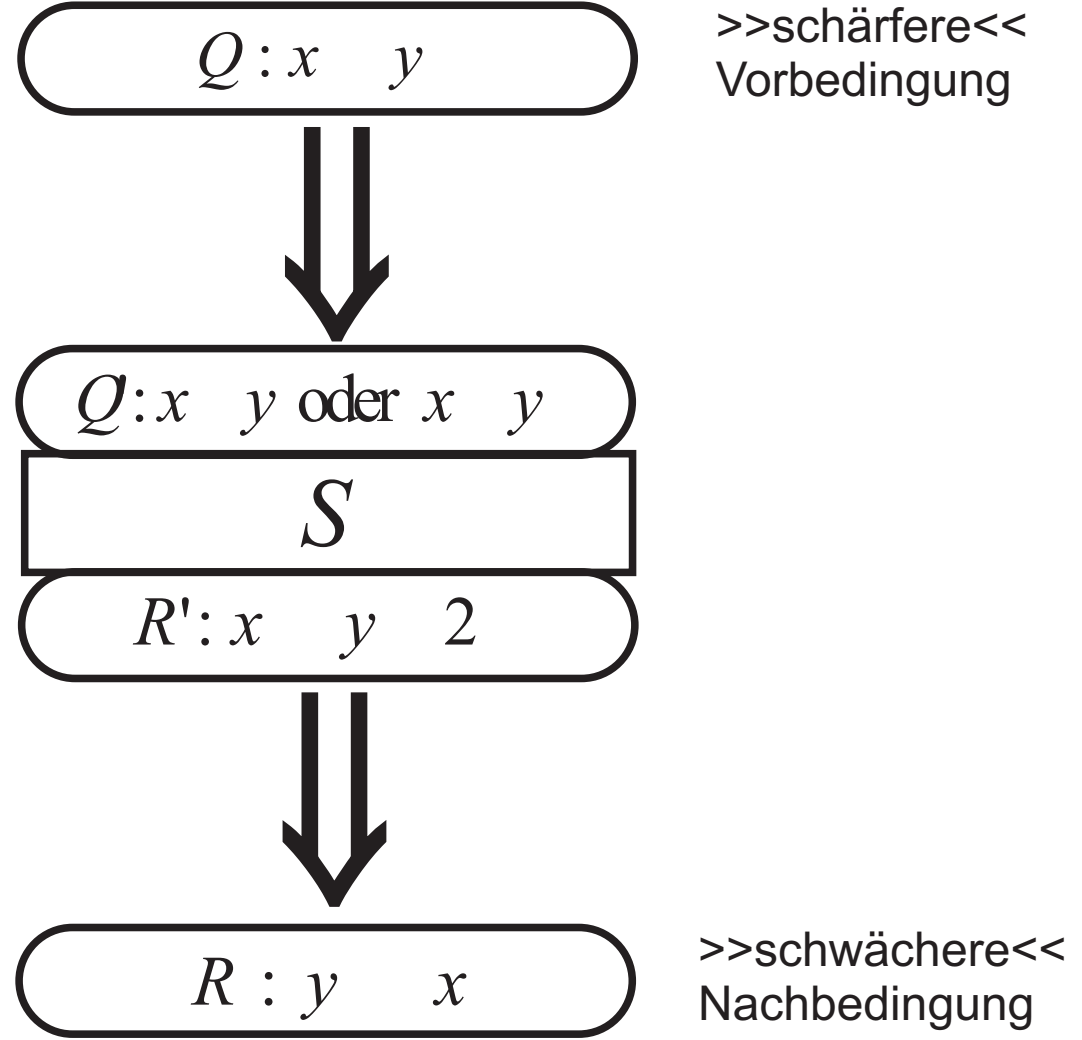 Q : x y
>>schärfere<<
Vorbedingung
Q': x y oder x y
S
R': x y 2
R : y x
>>schwächere<<
Nachbedingung